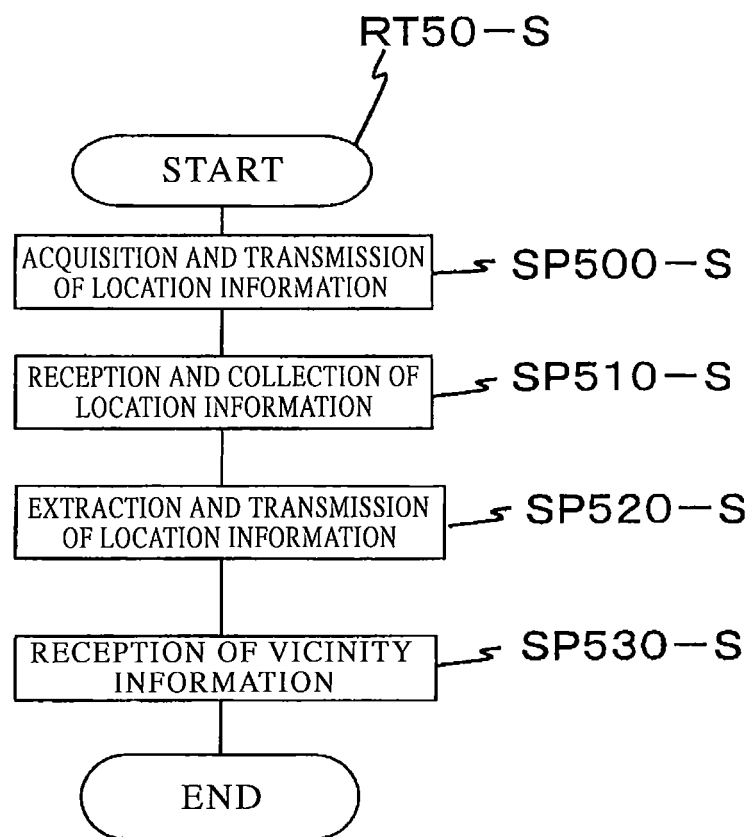 RT50-S
START
ACQUISITION AND TRANSMISSION
OF LOCATION INFORMATION
SP500-S
RECEPTION AND COLLECTION OF
LOCATION INFORMATION
SP510-S
EXTRACTION AND TRANSMISSION
OF LOCATION INFORMATION
SP520-S
RECEPTION OF VICINITY
INFORMATION
SP530-S
END